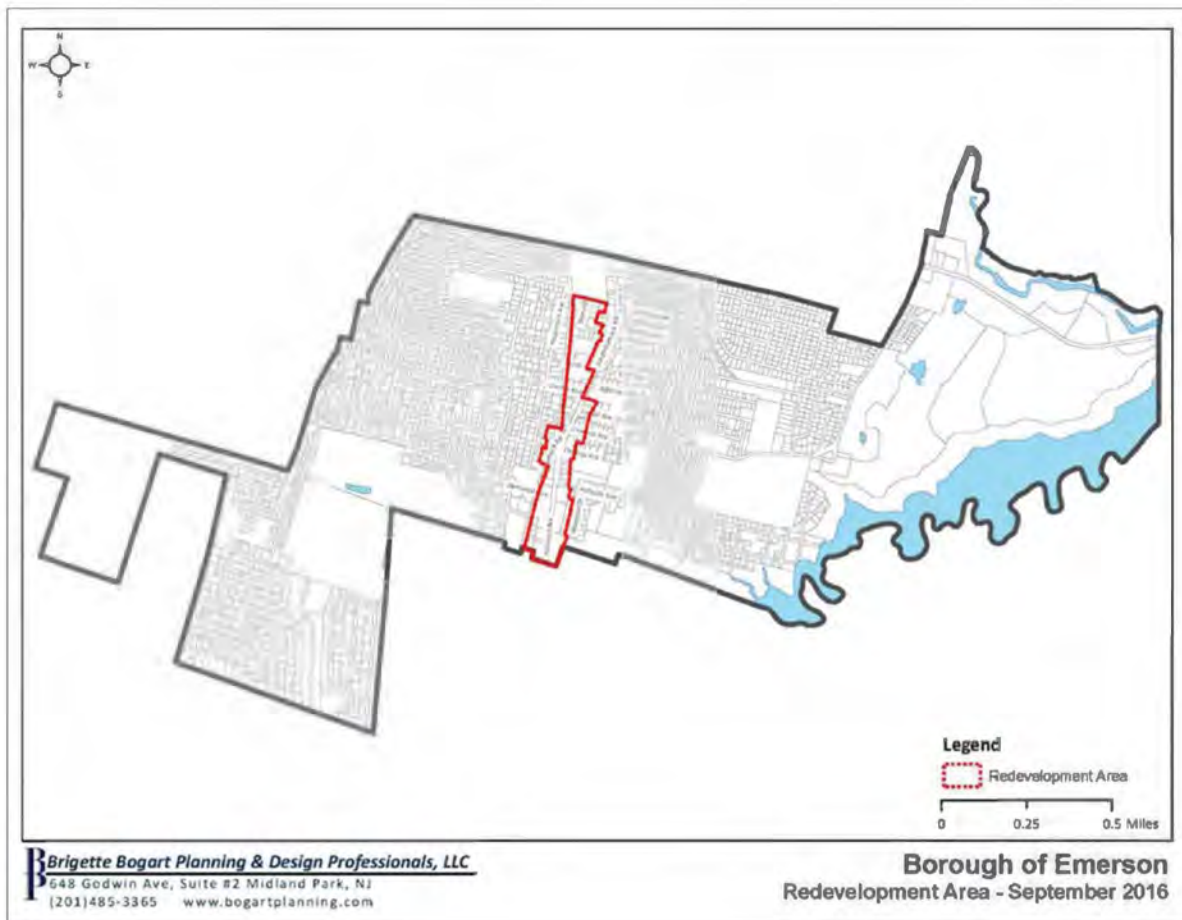 N
W E
S
Legend
Redevelopment Area
0 0.25 0.5 Miles
Brigette Bogart Planning & Design Professionals, LLC
648 Godwin Ave, Suite #2 Midland Park, NJ
(201)485-3365 www.bogartplanning.com
Borough of Emerson
Redevelopment Area - September 2016